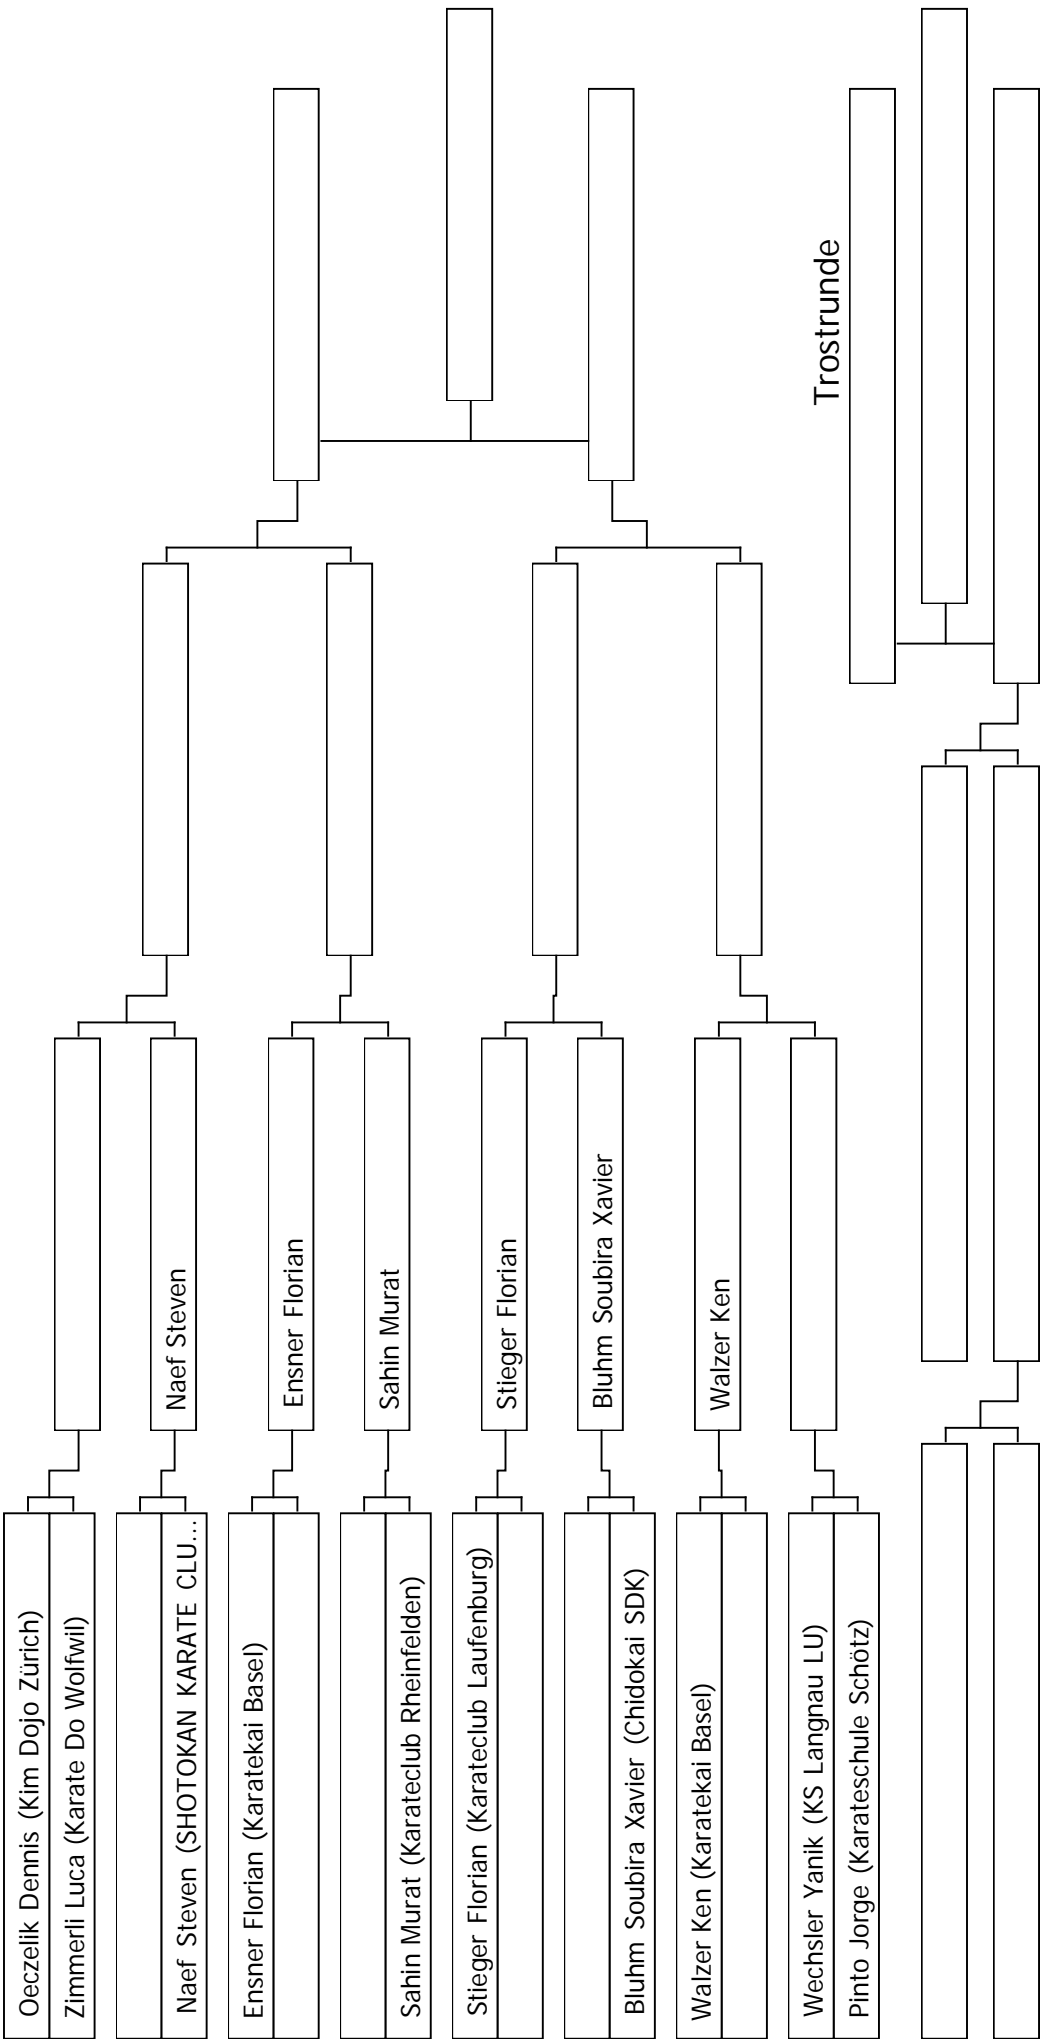 Oeczelik Dennis (Kim Dojo Zürich)
Zimmerli Luca (Karate Do Wolfwil)
Naef Steven (SHOTOKAN KARATE CLU...
Ensner Florian (Karatekai Basel)
Sahin Murat (Karateclub Rheinfelden)
Stieger Florian (Karateclub Laufenburg)
Bluhm Soubira Xavier (Chidokai SDK)
Walzer Ken (Karatekai Basel)
Wechsler Yanik (KS Langnau LU)
Pinto Jorge (Karateschule Schötz)
Naef Steven
Ensner Florian
Sahin Murat
Stieger Florian
Bluhm Soubira Xavier
Walzer Ken
Trostrunde